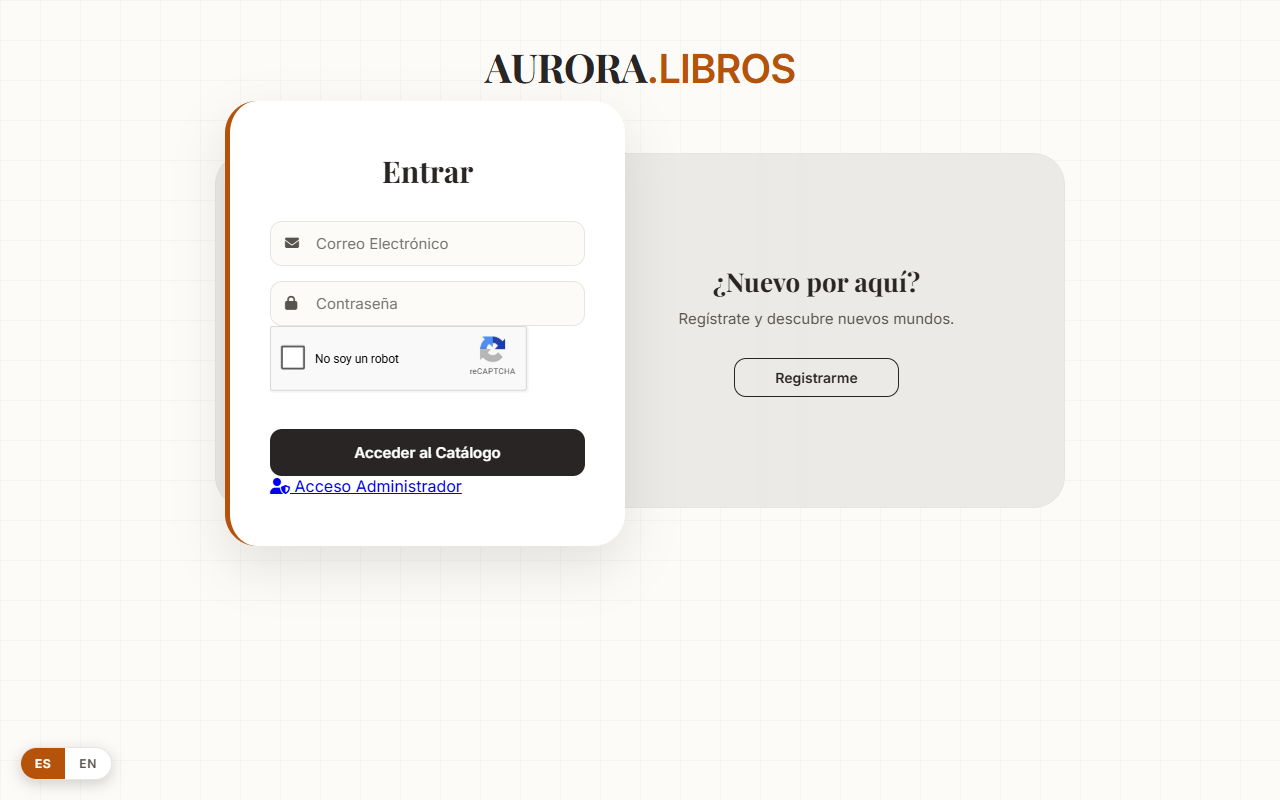 AURORA.LIBROS
Entrar
Correo Electrónico
Contraseña
No soy un robot
reCAPTCHA
Acceder al Catálogo
Acceso Administrador
¿Nuevo por aquí?
Regístrate y descubre nuevos mundos.
Registrarme
ES EN